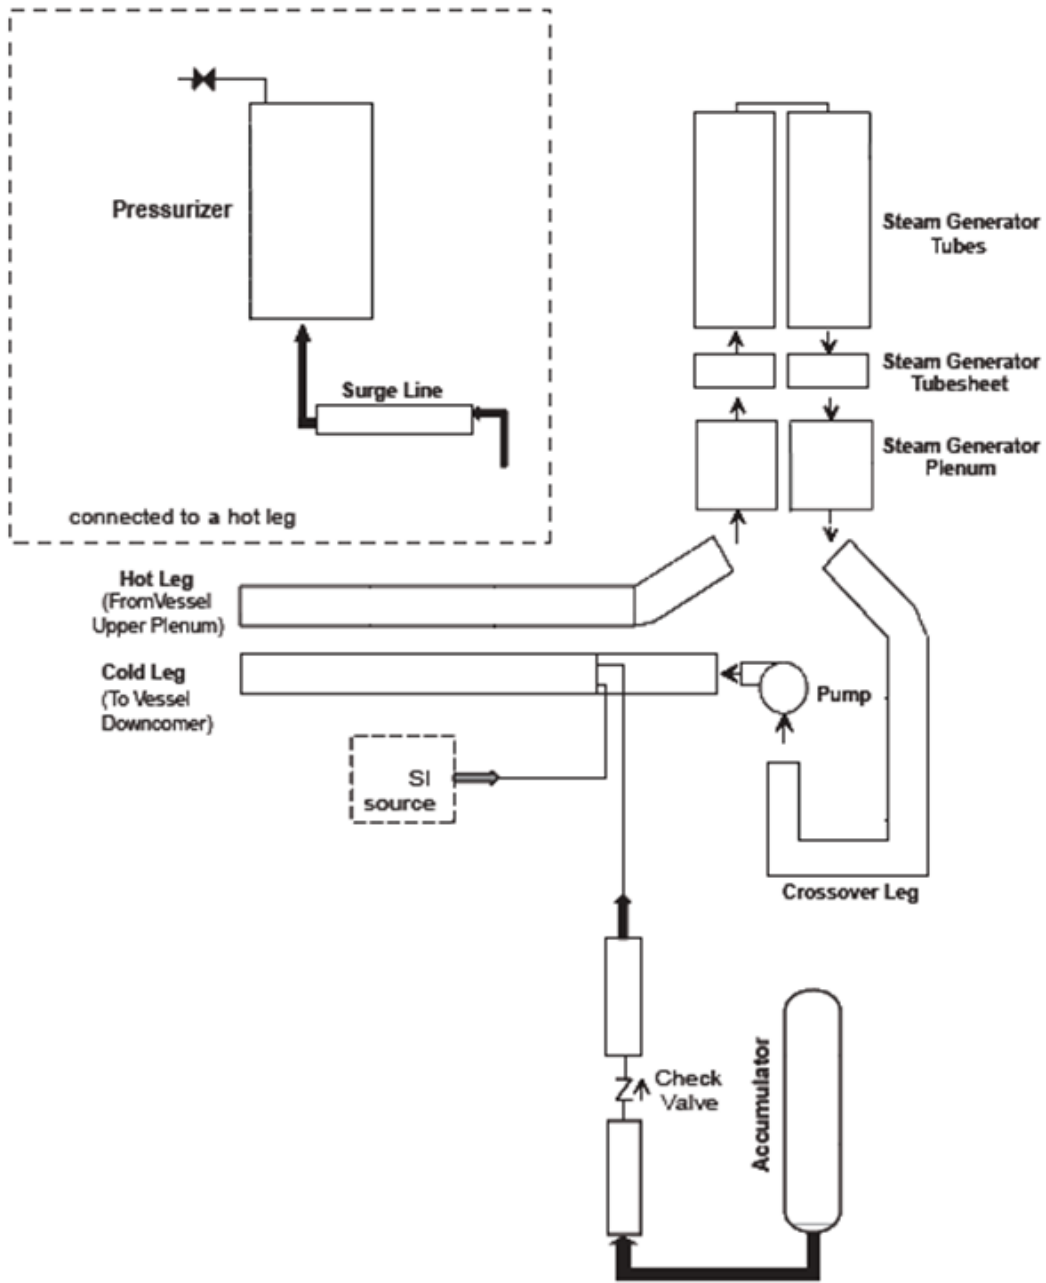 Pressurizer
Surge Line
connected to a hot leg
Steam Generator
Tubes
Steam Generator
Tubesheet
Steam Generator
Plenum
Hot Leg
(FromVessel
Upper Plenum)
Cold Leg
(To Vessel
Downcomer)
Pump
SI
source
Crossover Leg
Check
Valve
Accumulator